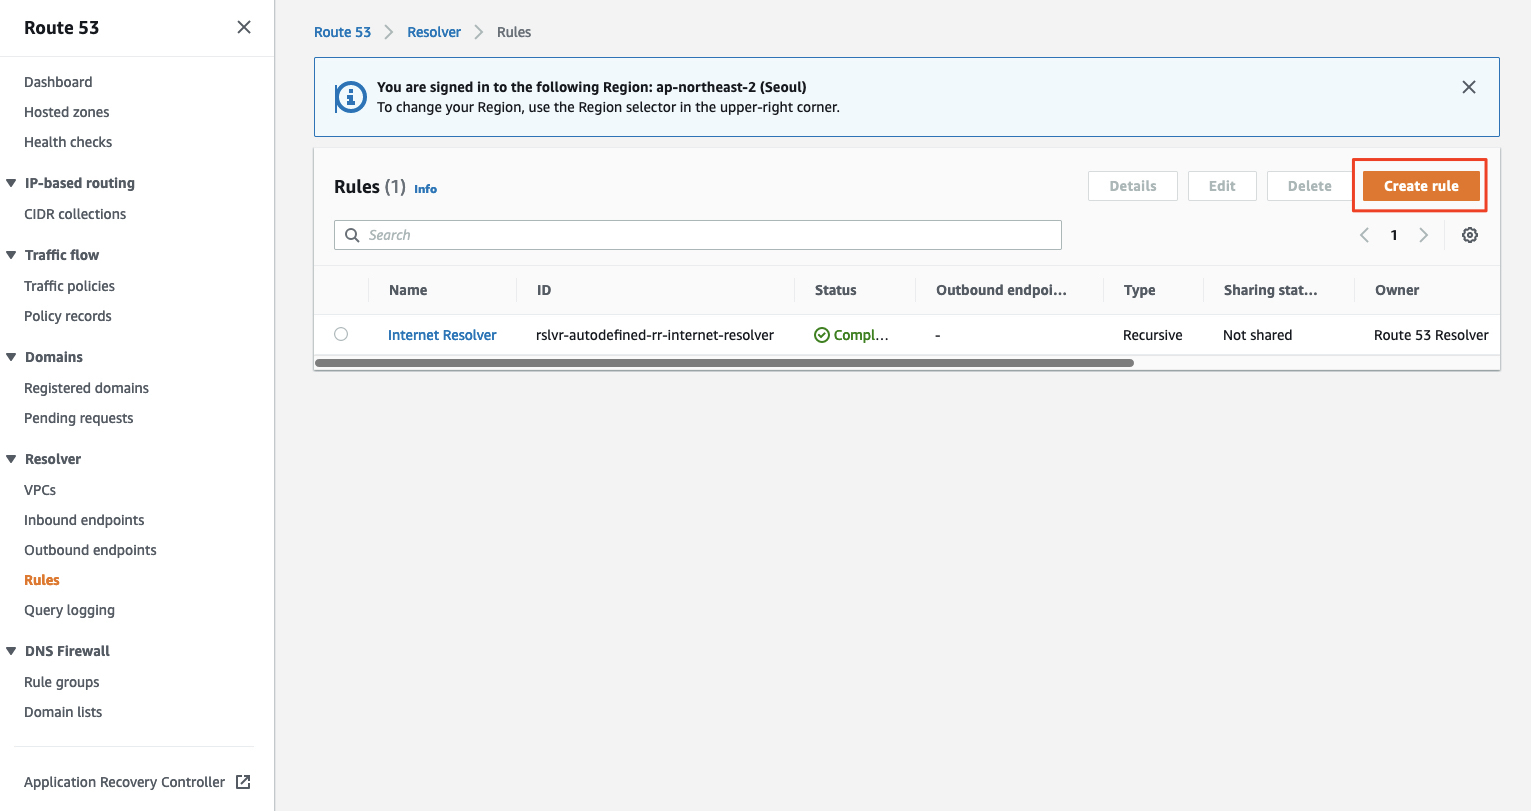 Route 53
Dashboard
Hosted zones
Health checks
IP-based routing
CIDR collections
Traffic flow
Traffic policies
Policy records
Domains
Registered domains
Pending requests
Resolver
VPCs
Inbound endpoints
Outbound endpoints
Rules
Query logging
DNS Firewall
Rule groups
Domain lists
Application Recovery Controller
Route 53 Resolver Rules
You are signed in to the following Region: ap-northeast-2 (Seoul)
To change your Region, use the Region selector in the upper-right corner.
Rules (1) Info Details Edit Delete Create rule
Search 1
Name ID Status Outbound endpoi... Type Sharing stat... Owner
Internet Resolver rslvr-autodefined-rr-internet-resolver Compl... - Recursive Not shared Route 53 Resolver